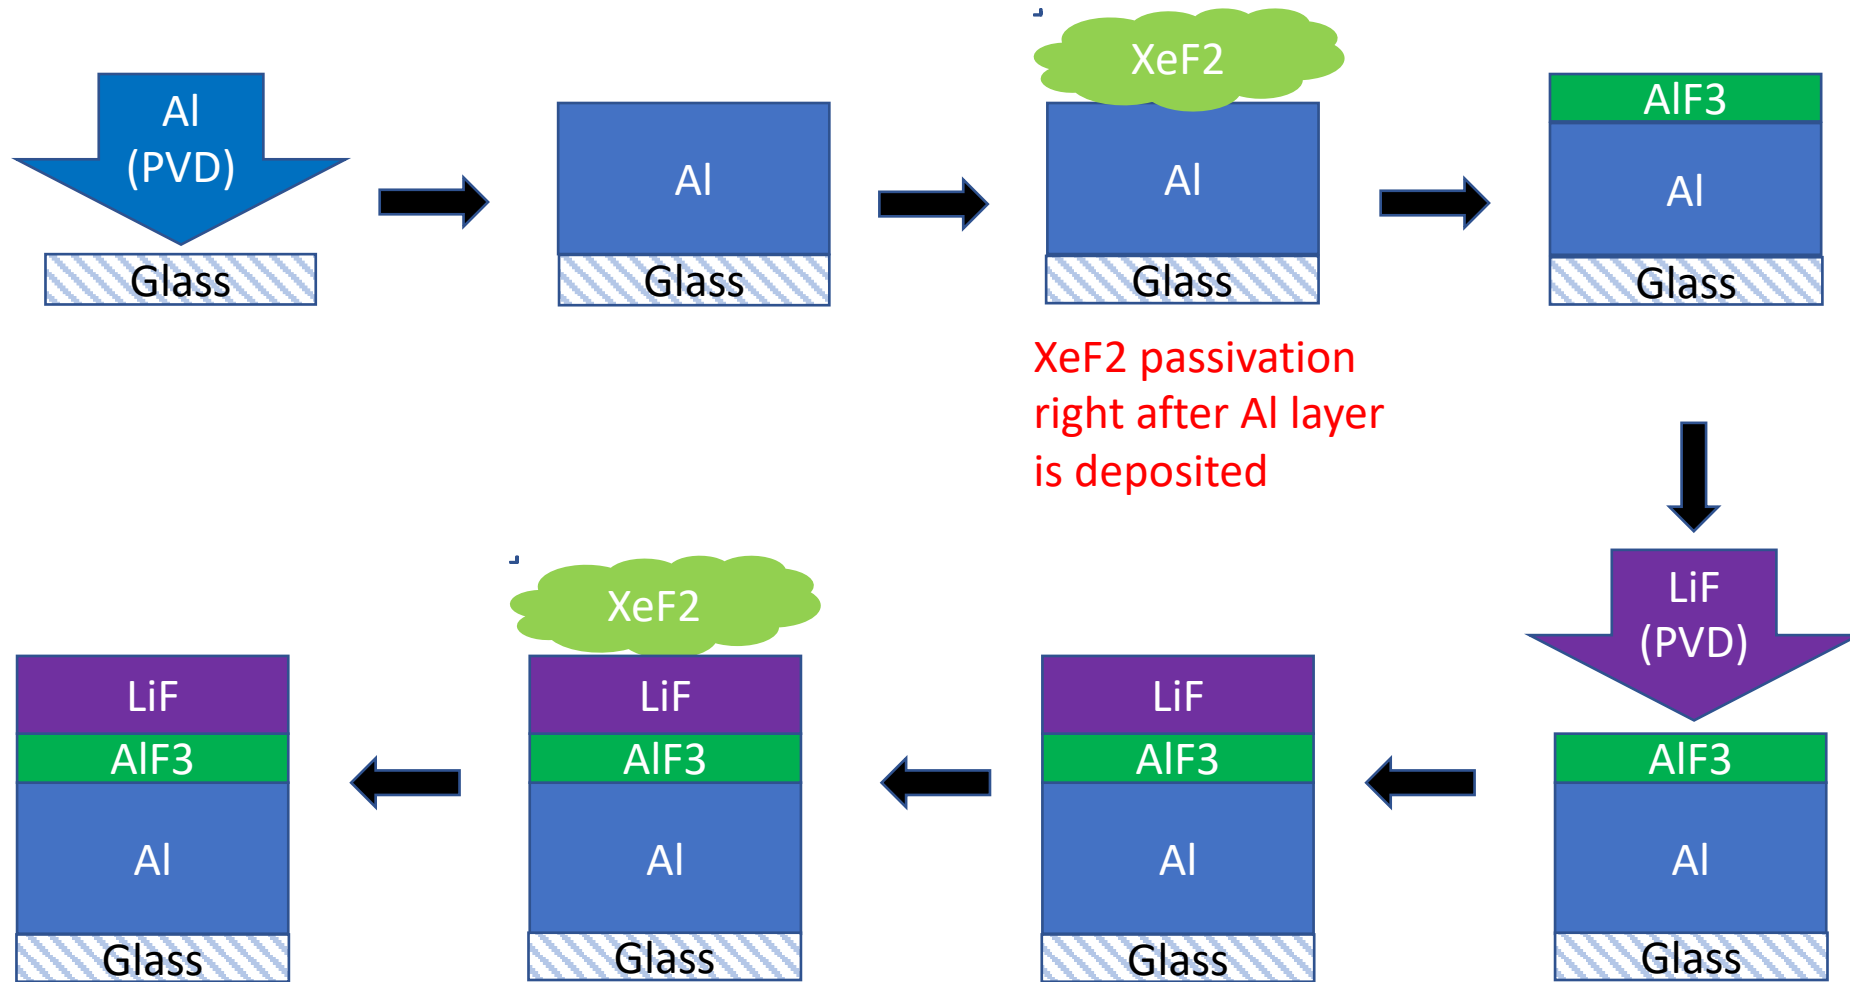 Al
(PVD)
Glass
Al
Glass
XeF2
Al
Glass
XeF2 passivation
right after Al layer
is deposited
AlF3
Al
Glass
LiF
(PVD)
AlF3
Al
Glass
LiF
AlF3
Al
Glass
XeF2
LiF
AlF3
Al
Glass
LiF
AlF3
Al
Glass